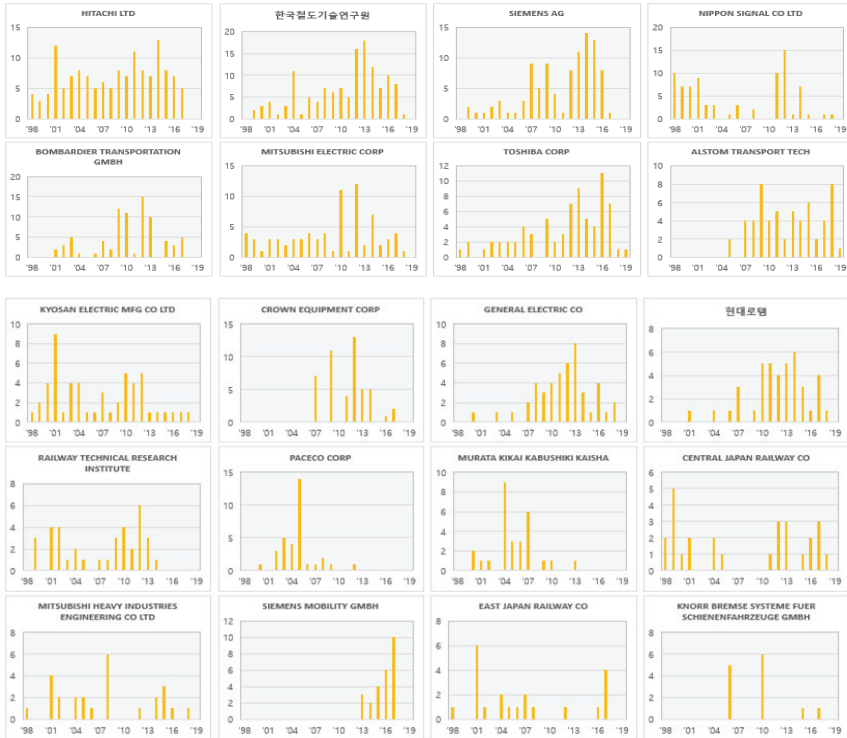 HITACHI LTD
15
10
5
0
'98 '01 '04 '07 '10 '13 '16 '19
한국철도기술연구원
20
15
10
5
0
'98 '01 '04 '07 '10 '13 '16 '19
SIEMENS AG
15
10
5
0
'98 '01 '04 '07 '10 '13 '16 '19
NIPPON SIGNAL CO LTD
20
15
10
5
0
'98 '01 '04 '07 '10 '13 '16 '19
BOMBARDIER TRANSPORTATION
GMBH
20
15
10
5
0
'98 '01 '04 '07 '10 '13 '16 '19
MITSUBISHI ELECTRIC CORP
15
10
5
0
'98 '01 '04 '07 '10 '13 '16 '19
TOSHIBA CORP
12
10
8
6
4
2
0
'98 '01 '04 '07 '10 '13 '16 '19
ALSTOM TRANSPORT TECH
10
8
6
4
2
0
'98 '01 '04 '07 '10 '13 '16 '19
KYOSAN ELECTRIC MFG CO LTD
10
8
6
4
2
0
'98 '01 '04 '07 '10 '13 '16 '19
CROWN EQUIPMENT CORP
15
10
5
0
'98 '01 '04 '07 '10 '13 '16 '19
GENERAL ELECTRIC CO
10
8
6
4
2
0
'98 '01 '04 '07 '10 '13 '16 '19
현대로템
8
6
4
2
0
'98 '01 '04 '07 '10 '13 '16 '19
RAILWAY TECHNICAL RESEARCH
INSTITUTE
8
6
4
2
0
'98 '01 '04 '07 '10 '13 '16 '19
PACECO CORP
15
10
5
0
'98 '01 '04 '07 '10 '13 '16 '19
MURATA KIKAI KABUSHIKI KAISHA
10
8
6
4
2
0
'98 '01 '04 '07 '10 '13 '16 '19
CENTRAL JAPAN RAILWAY CO
6
5
4
3
2
1
0
'98 '01 '04 '07 '10 '13 '16 '19
MITSUBISHI HEAVY INDUSTRIES
ENGINEERING CO LTD
8
6
4
2
0
'98 '01 '04 '07 '10 '13 '16 '19
SIEMENS MOBILITY GMBH
12
10
8
6
4
2
0
'98 '01 '04 '07 '10 '13 '16 '19
EAST JAPAN RAILWAY CO
8
6
4
2
0
'98 '01 '04 '07 '10 '13 '16 '19
KNORR BREMSE SYSTEME FUER
SCHIENENFAHRZEUGE GMBH
8
6
4
2
0
'98 '01 '04 '07 '10 '13 '16 '19